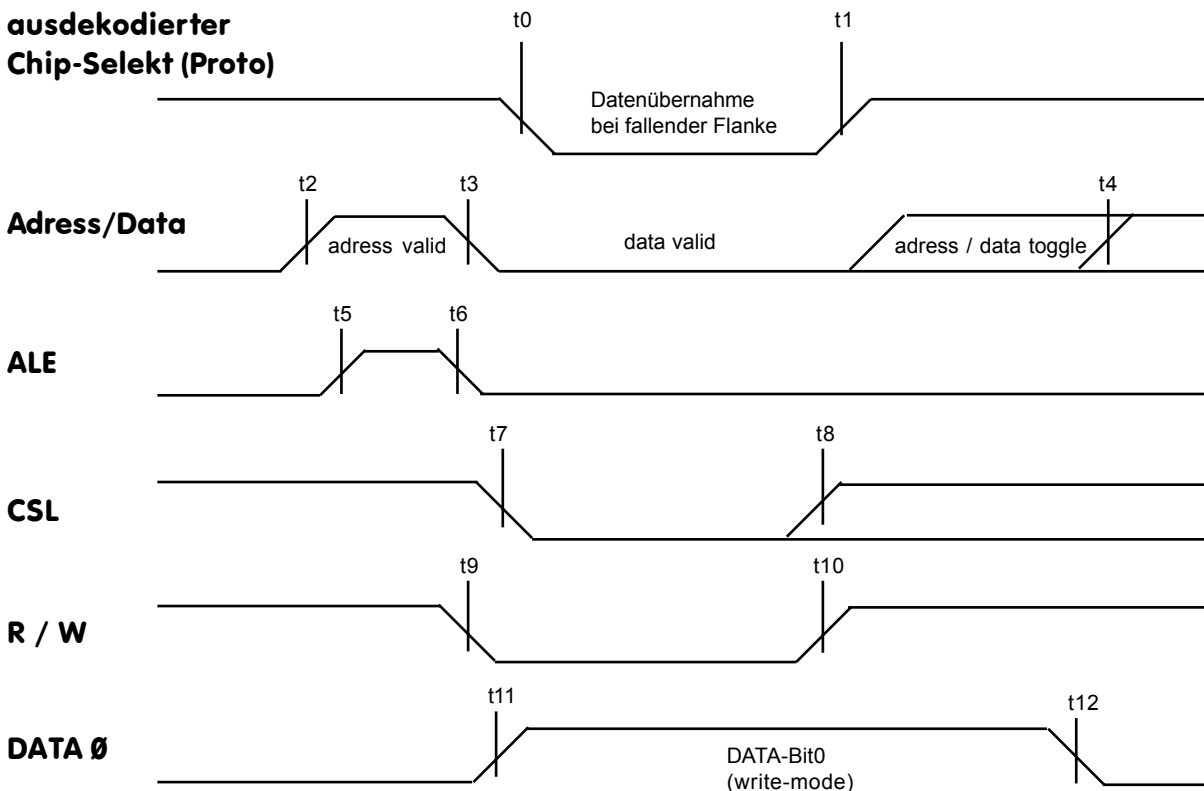 ausdekodierter
Chip-Selekt (Proto)
t0
t1
Datenübernahme
bei fallender Flanke
t2
t3
t4
Adress/Data
adress valid
data valid
adress / data toggle
t5
t6
ALE
t7
t8
CSL
t9
t10
R / W
t11
t12
DATA Ø
DATA-Bit0
(write-mode)